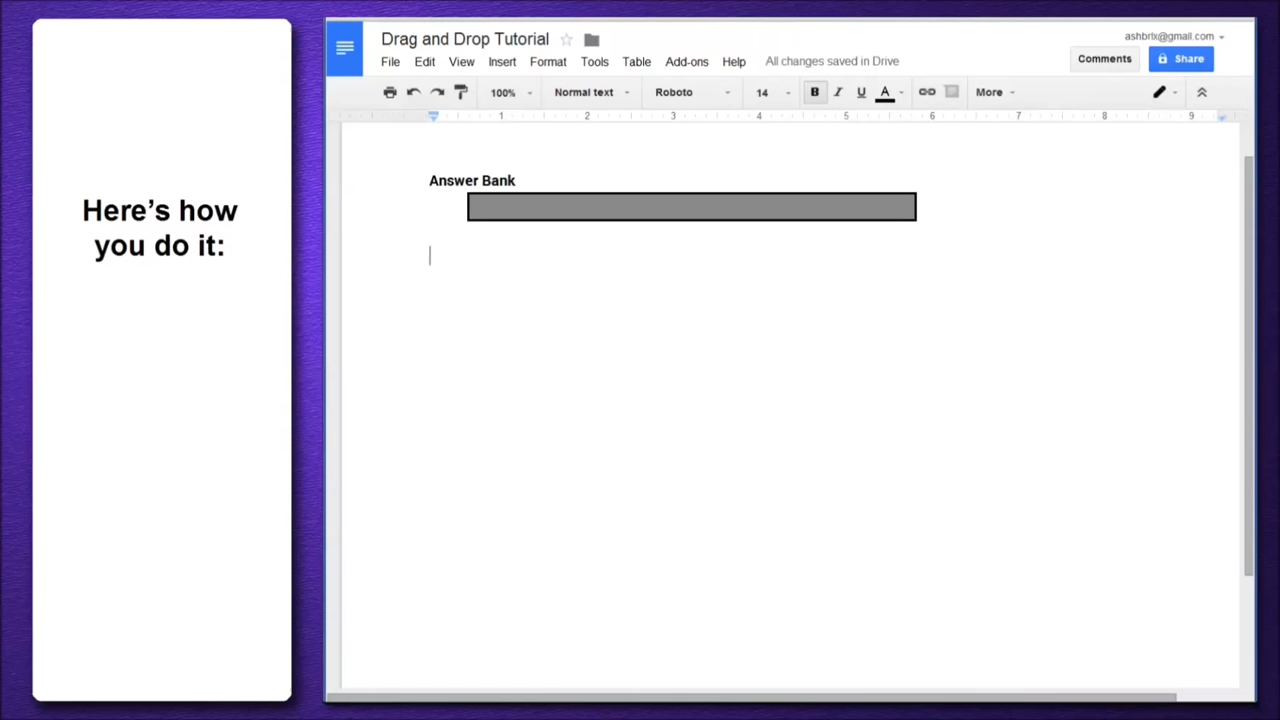 Here's how
you do it:
Drag and Drop Tutorial
ashbrix@gmail.com
File Edit View Insert Format Tools Table Add-ons Help All changes saved in Drive
Comments Share
100% Normal text Roboto 14 B I U A More
1 2 3 4 5 6 7 8 9
Answer Bank